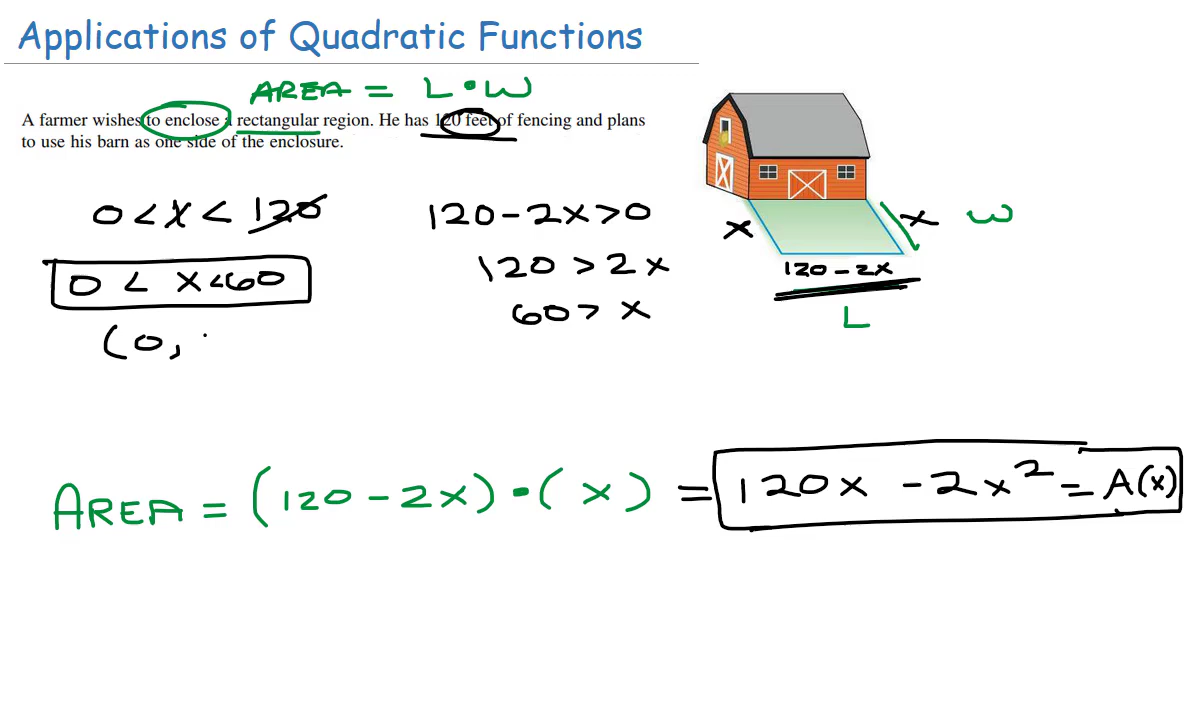 Applications of Quadratic Functions
AREA = L • W
A farmer wishes to enclose a rectangular region. He has 120 feet of fencing and plans
to use his barn as one side of the enclosure.
0 < x < 120
120 - 2x > 0
x
x
W
0 < x < 60
120 > 2x
120 - 2x
60 > x
L
(0,
AREA = (120 - 2x) • (x) = 120x - 2x² = A(x)